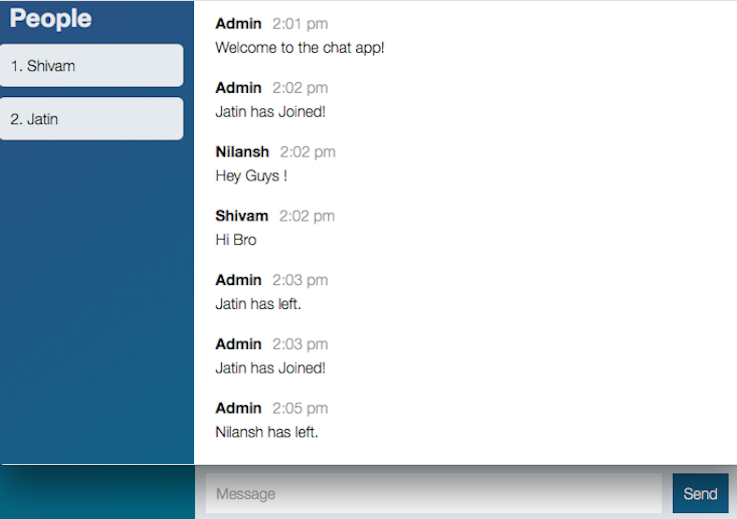 People
1. Shivam
2. Jatin
Admin 2:01 pm
Welcome to the chat app!
Admin 2:02 pm
Jatin has Joined!
Nilansh 2:02 pm
Hey Guys !
Shivam 2:02 pm
Hi Bro
Admin 2:03 pm
Jatin has left.
Admin 2:03 pm
Jatin has Joined!
Admin 2:05 pm
Nilansh has left.
Message
Send